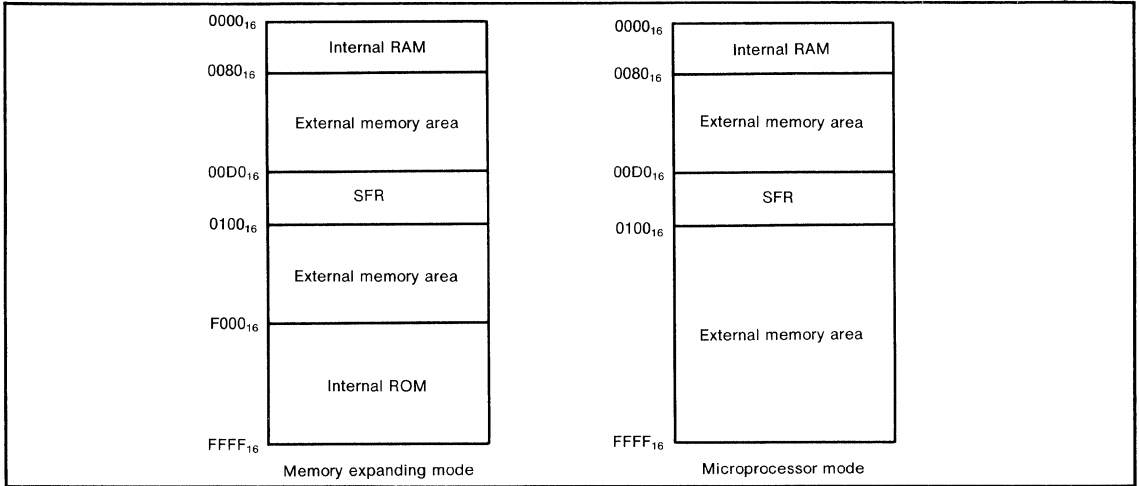 0000₁₆
Internal RAM
0080₁₆
External memory area
00D0₁₆
SFR
0100₁₆
External memory area
F000₁₆
Internal ROM
FFFF₁₆
Memory expanding mode
0000₁₆
Internal RAM
0080₁₆
External memory area
00D0₁₆
SFR
0100₁₆
External memory area
FFFF₁₆
Microprocessor mode